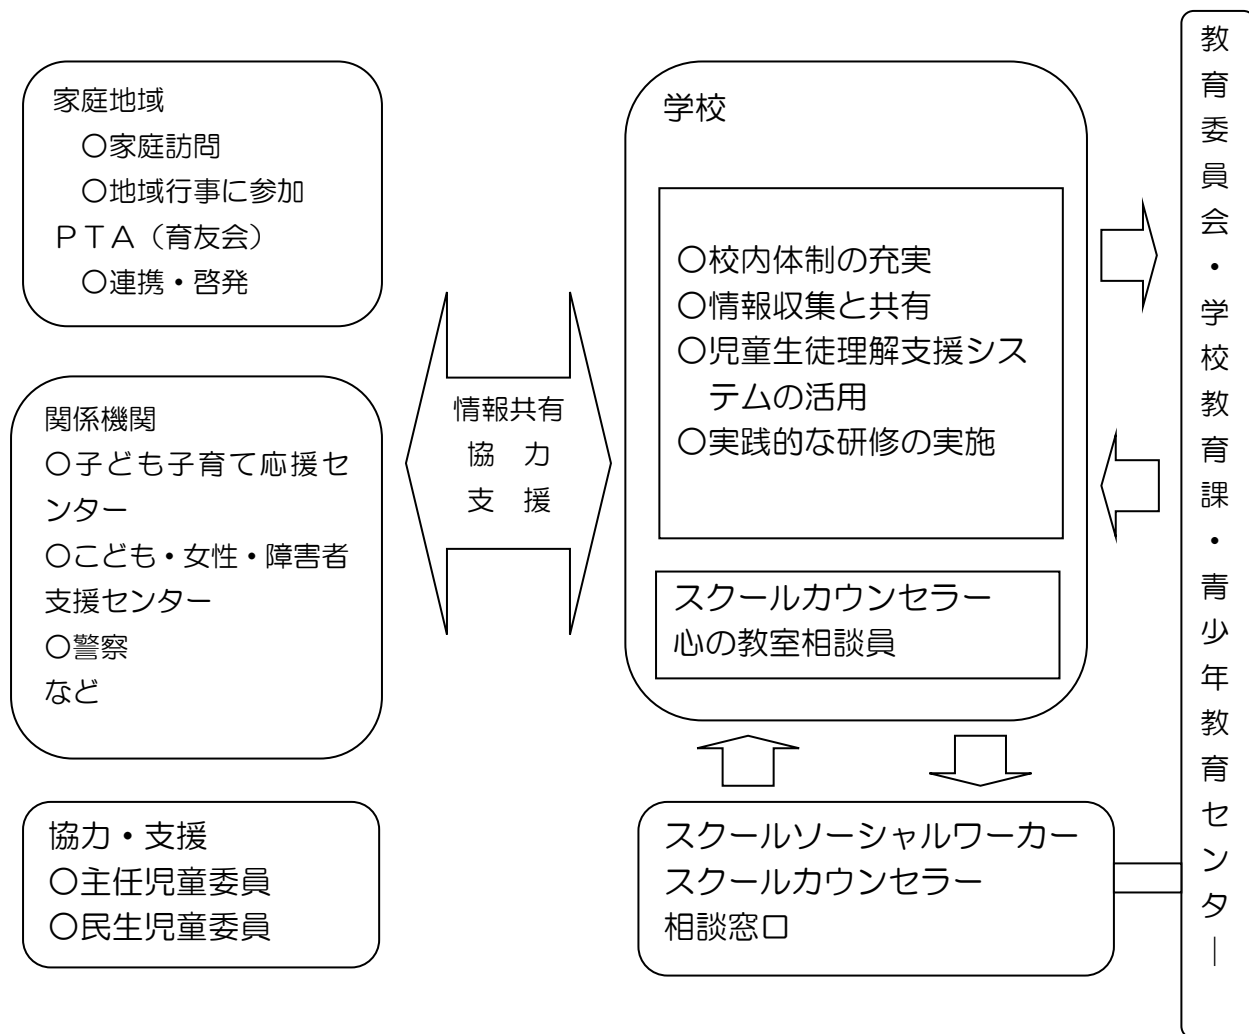 家庭地域
○家庭訪問
○地域行事に参加
ＰＴＡ（育友会）
○連携・啓発
関係機関
○子ども子育て応援セ
ンター
○こども・女性・障害者
支援センター
○警察
など
協力・支援
○主任児童委員
○民生児童委員
情報共有
協　力
支　援
学校
○校内体制の充実
○情報収集と共有
○児童生徒理解支援シス
テムの活用
○実践的な研修の実施
スクールカウンセラー
心の教室相談員
スクールソーシャルワーカー
スクールカウンセラー
相談窓口
教育委員会・学校教育課・青少年教育センター